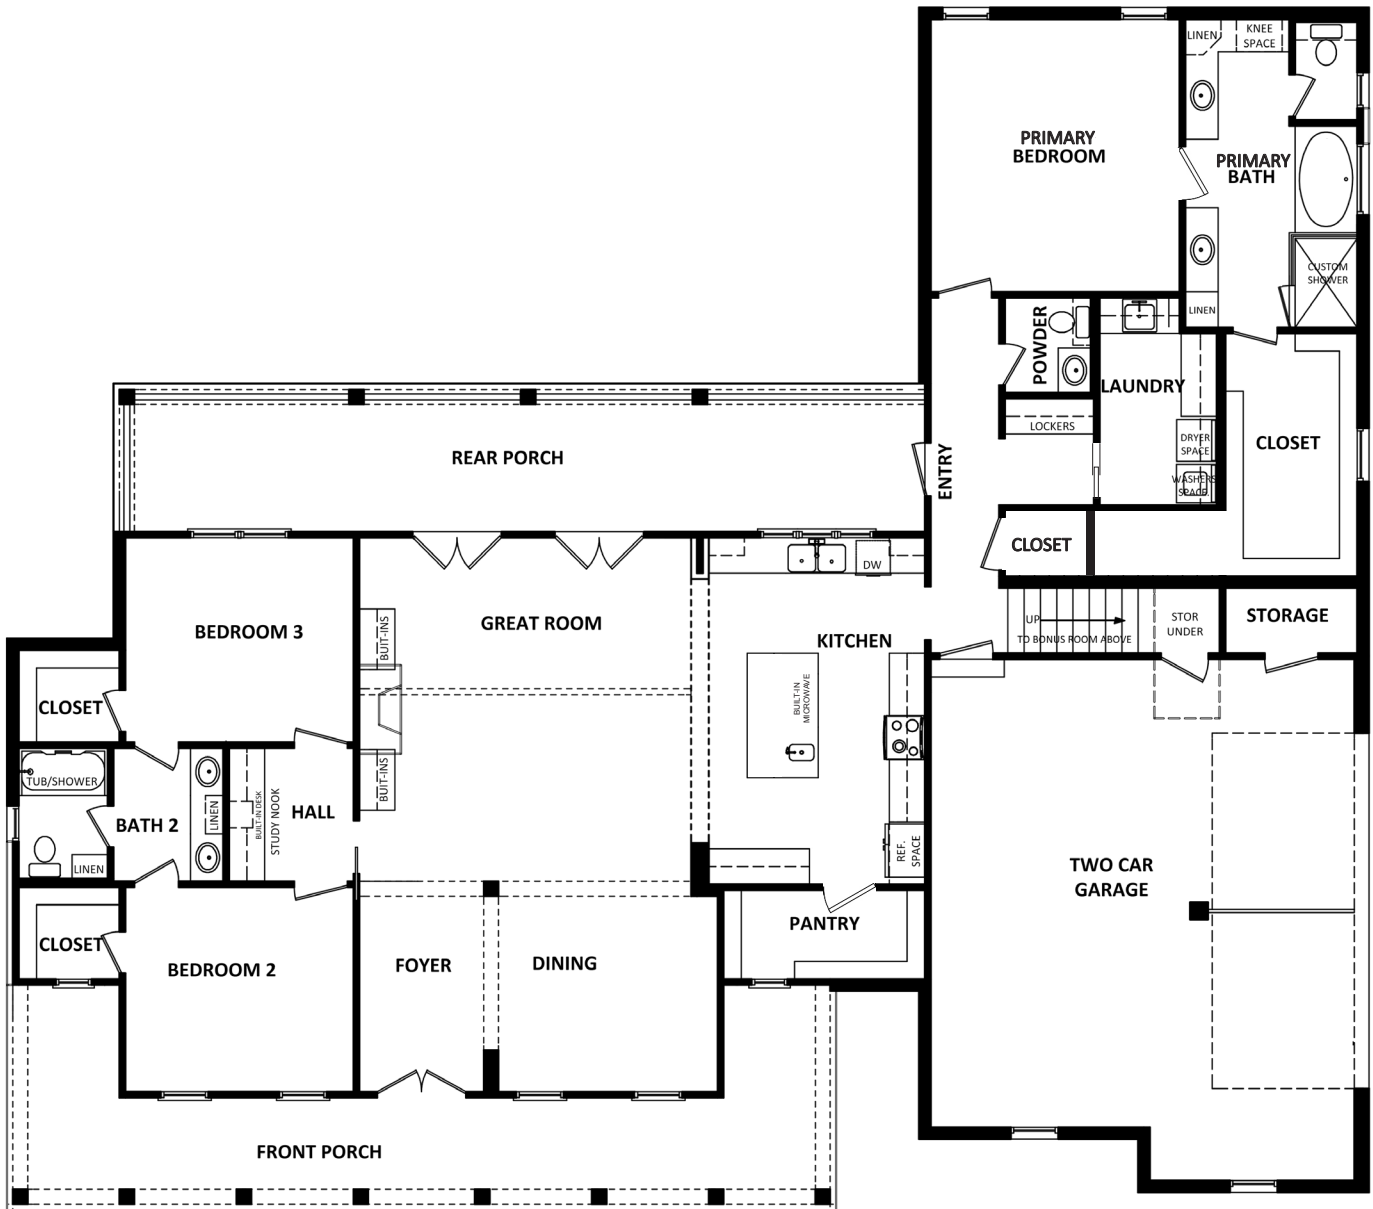 LINEN
KNEE
SPACE
PRIMARY
BEDROOM
PRIMARY
BATH
CUSTOM
SHOWER
LINEN
POWDER
LAUNDRY
LOCKERS
DRYER
SPACE
WASHERS
SPACE
CLOSET
ENTRY
REAR PORCH
CLOSET
DW
UP
TO BONUS ROOM ABOVE
STOR
UNDER
STORAGE
BEDROOM 3
BUIT-INS
GREAT ROOM
KITCHEN
BUILT-IN
MICROWAVE
CLOSET
TUB/SHOWER
BUIT-INS
BATH 2
LINEN
BUILT-IN DESK
STUDY NOOK
HALL
LINEN
REF.
SPACE
TWO CAR
GARAGE
PANTRY
CLOSET
BEDROOM 2
FOYER
DINING
FRONT PORCH